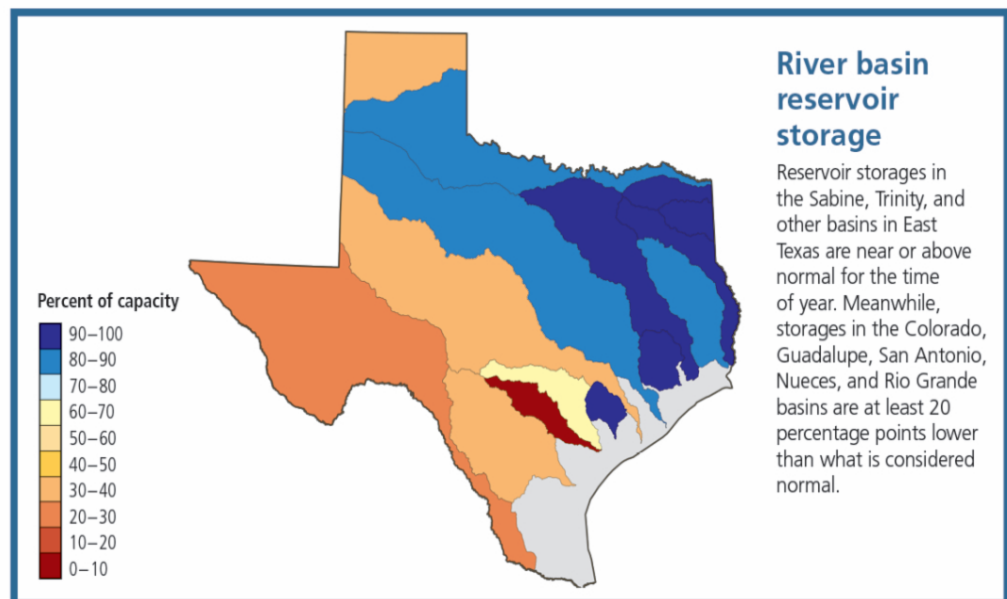 River basin
reservoir
storage
Reservoir storages in
the Sabine, Trinity, and
other basins in East
Texas are near or above
normal for the time
of year. Meanwhile,
storages in the Colorado,
Guadalupe, San Antonio,
Nueces, and Rio Grande
basins are at least 20
percentage points lower
than what is considered
normal.
Percent of capacity
90–100
80–90
70–80
60–70
50–60
40–50
30–40
20–30
10–20
0–10